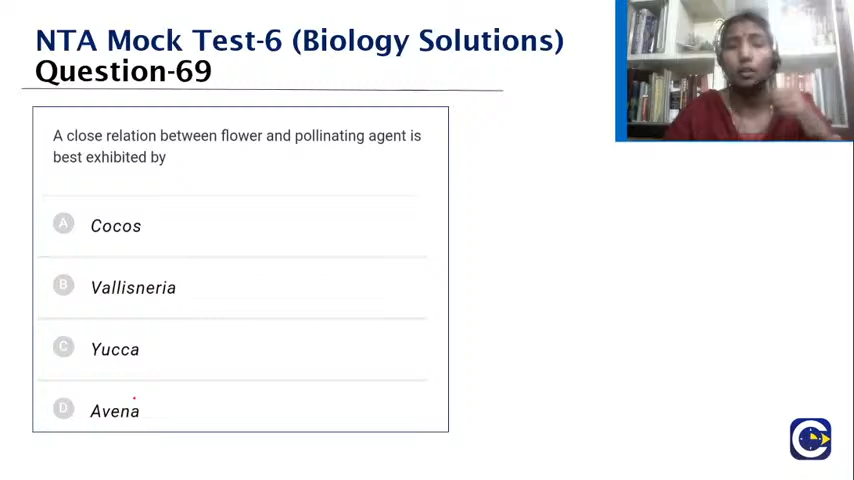 NTA Mock Test-6 (Biology Solutions)
Question-69
A close relation between flower and pollinating agent is
best exhibited by
A Cocos
B Vallisneria
C Yucca
D Avena